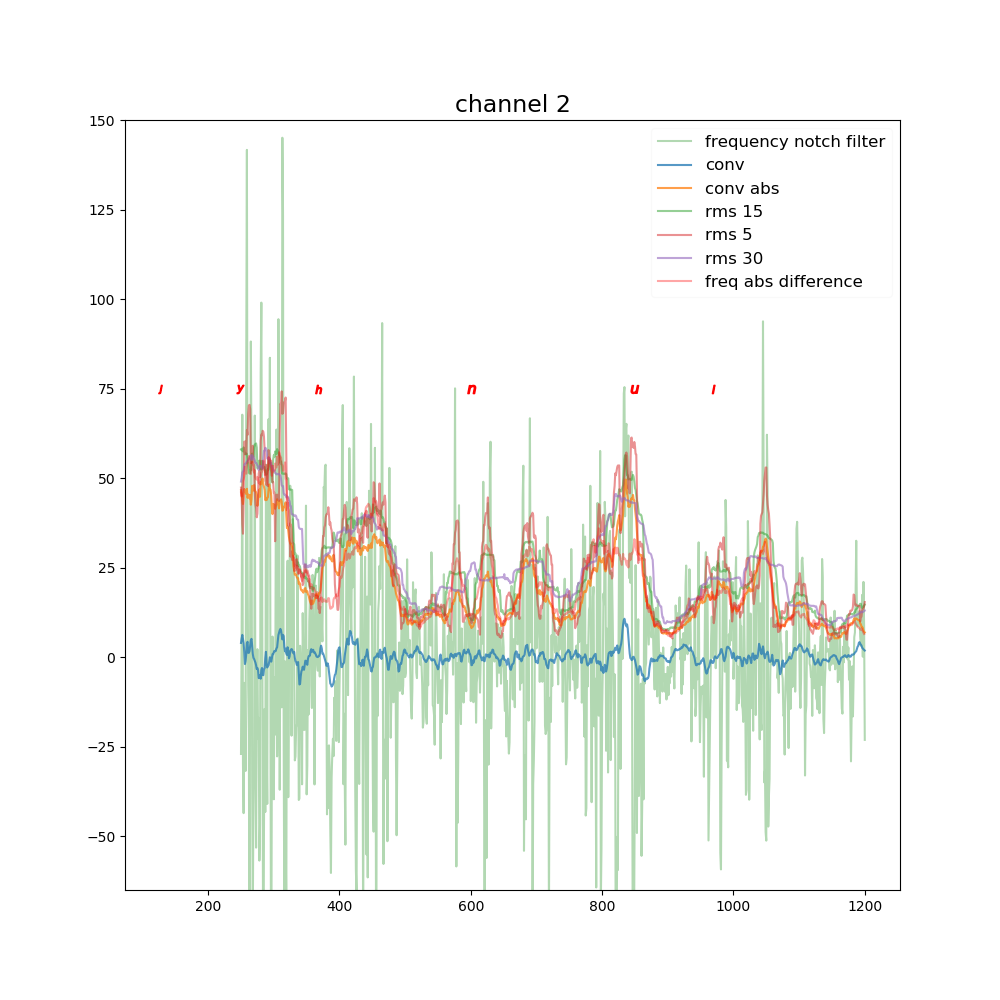 channel 2
150
125
100
75
50
25
0
−25
−50
frequency notch filter
conv
conv abs
rms 15
rms 5
rms 30
freq abs difference
j y h n u l
200 400 600 800 1000 1200